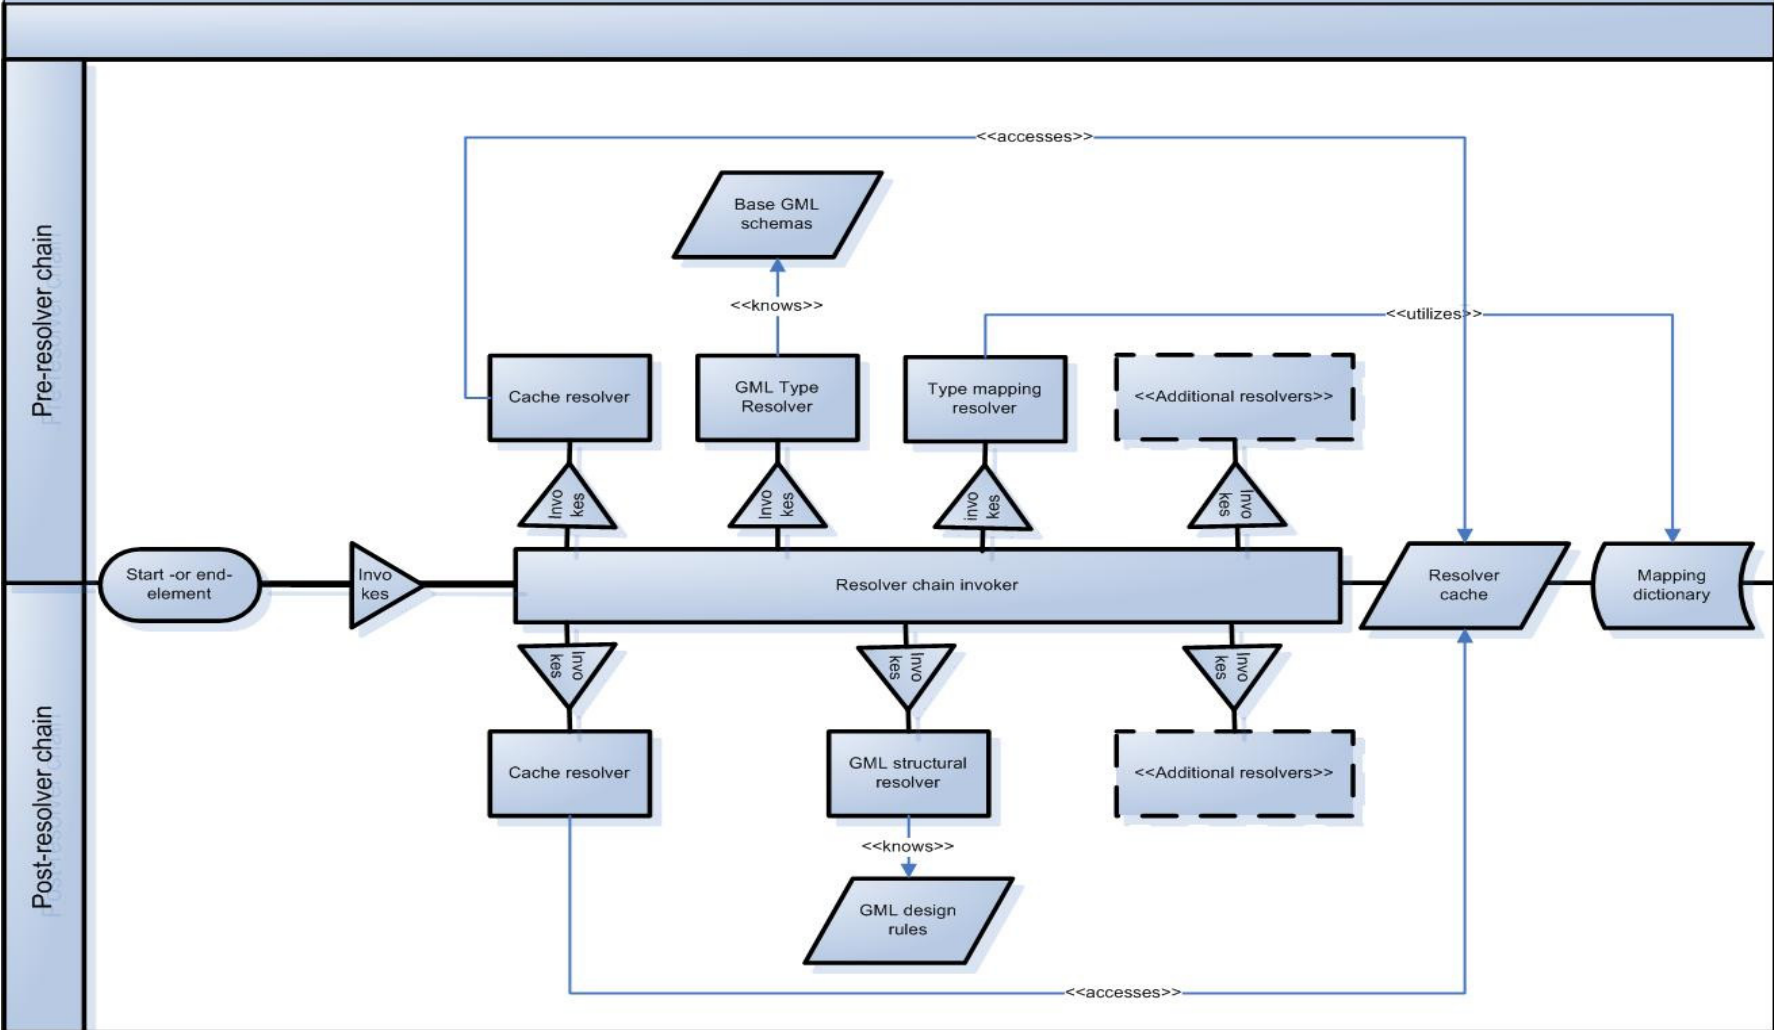 Pre-resolver chain
Post-resolver chain
<<accesses>>
Base GML
schemas
<<knows>>
<<utilizes>>
Cache resolver
GML Type
Resolver
Type mapping
resolver
<<Additional resolvers>>
Invo
kes
Invo
kes
invo
kes
Invo
kes
Start -or end-
element
Invo
kes
Resolver chain invoker
Resolver
cache
Mapping
dictionary
Invo
kes
Invo
kes
Invo
kes
Cache resolver
GML structural
resolver
<<Additional resolvers>>
<<knows>>
GML design
rules
<<accesses>>